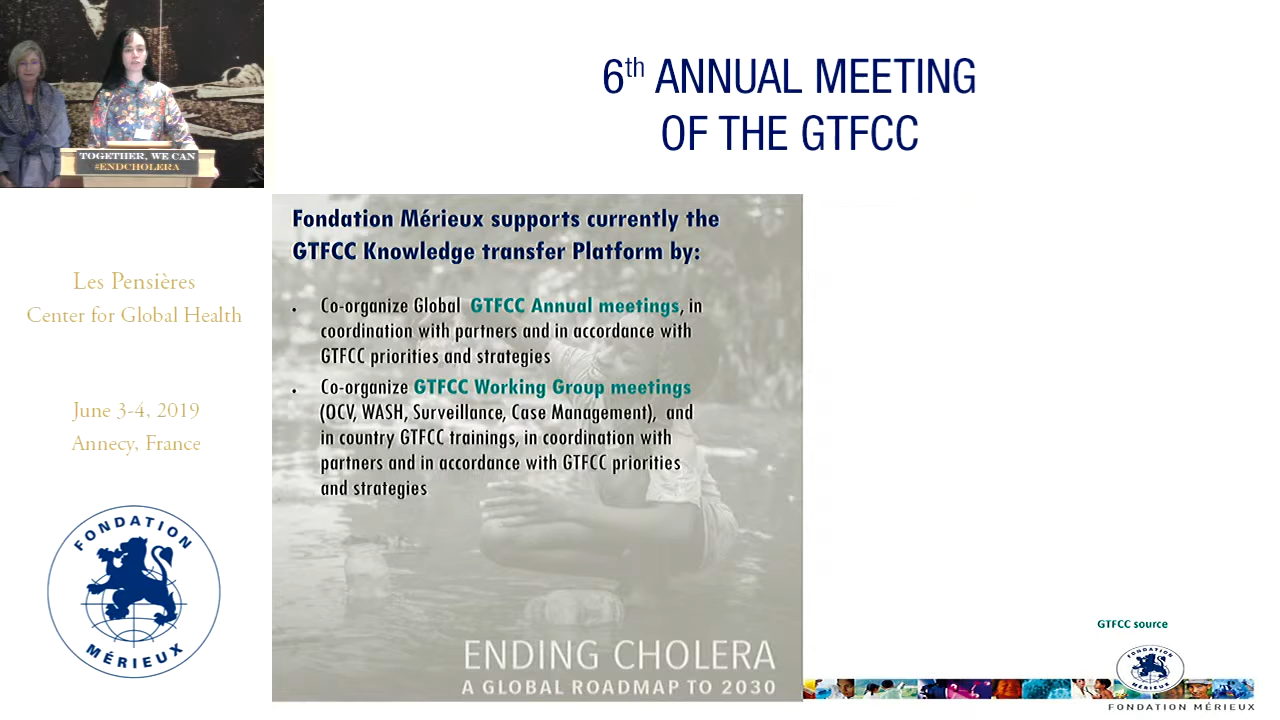 TOGETHER, WE CAN
#ENDCHOLERA
6th ANNUAL MEETING
OF THE GTFCC
Les Pensières
Center for Global Health
June 3-4, 2019
Annecy, France
FONDATION
MÉRIEUX
Fondation Mérieux supports currently the
GTFCC Knowledge transfer Platform by:
• Co-organize Global GTFCC Annual meetings, in
coordination with partners and in accordance with
GTFCC priorities and strategies
• Co-organize GTFCC Working Group meetings
(OCV, WASH, Surveillance, Case Management), and
in country GTFCC trainings, in coordination with
partners and in accordance with GTFCC priorities
and strategies
ENDING CHOLERA
A GLOBAL ROADMAP TO 2030
GTFCC source
FONDATION
MÉRIEUX
FONDATION MÉRIEUX